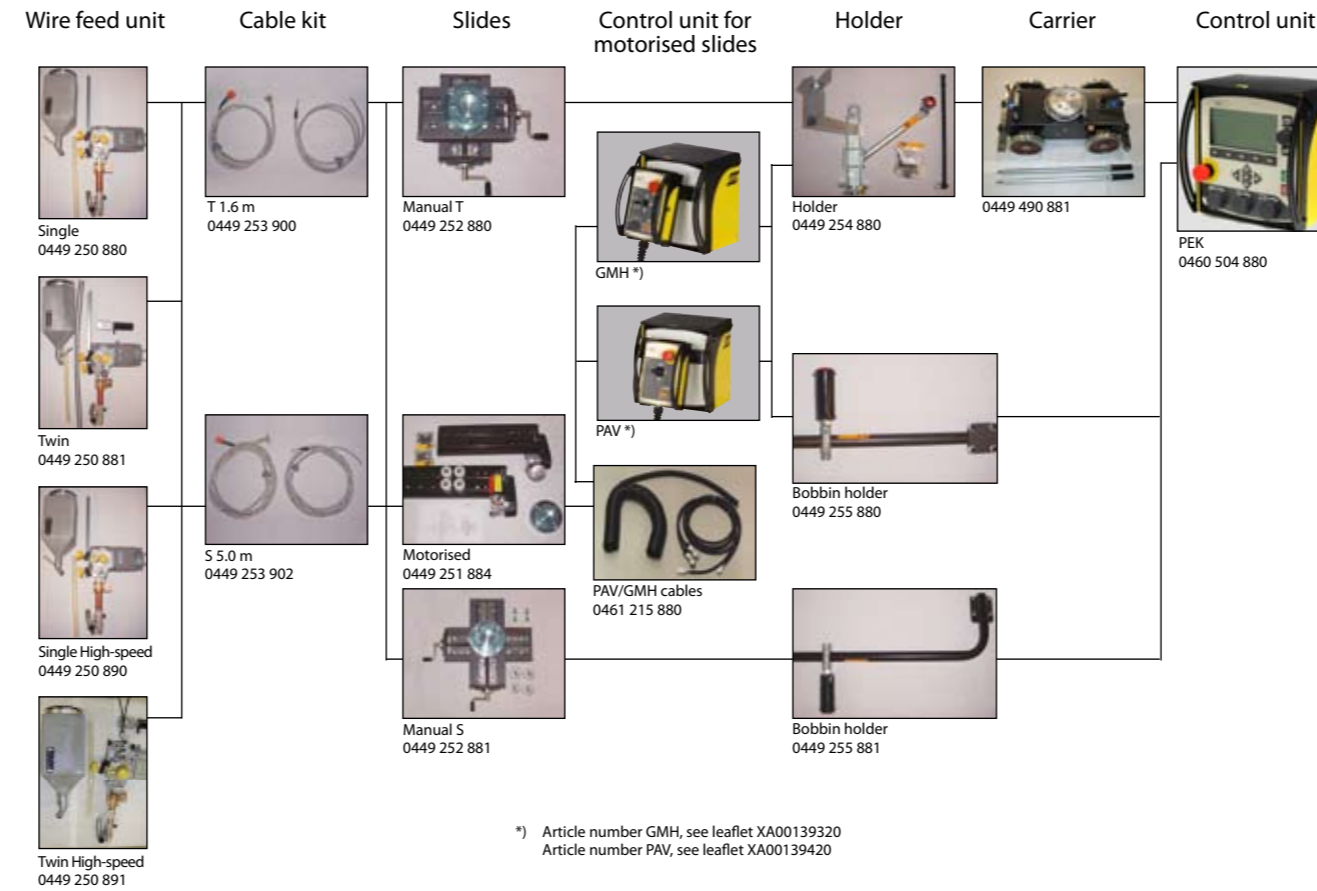 Wire feed unit
Cable kit
Slides
Control unit for
motorised slides
Holder
Carrier
Control unit
Single
0449 250 880
Twin
0449 250 881
Single High-speed
0449 250 890
Twin High-speed
0449 250 891
T 1.6 m
0449 253 900
S 5.0 m
0449 253 902
Manual T
0449 252 880
Motorised
0449 251 884
Manual S
0449 252 881
GMH *)
PAV *)
PAV/GMH cables
0461 215 880
Holder
0449 254 880
Bobbin holder
0449 255 880
Bobbin holder
0449 255 881
0449 490 881
PEK
0460 504 880
*) Article number GMH, see leaflet XA00139320
Article number PAV, see leaflet XA00139420